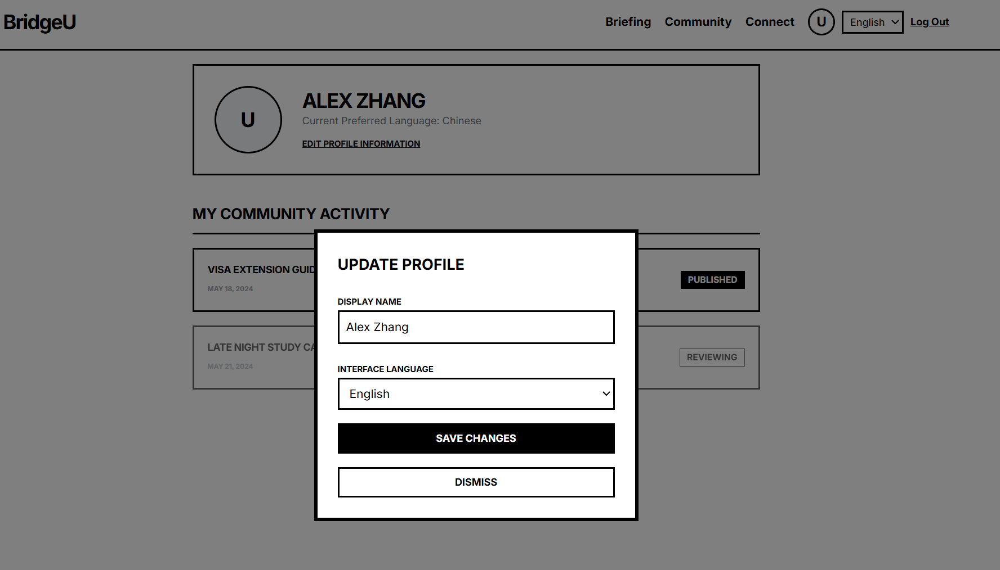 BridgeU
Briefing Community Connect U English Log Out
U
ALEX ZHANG
Current Preferred Language: Chinese
EDIT PROFILE INFORMATION
MY COMMUNITY ACTIVITY
VISA EXTENSION
MAY 18, 2024
PUBLISHED
LATE NIGHT STUDY
MAY 21, 2024
REVIEWING
UPDATE PROFILE
DISPLAY NAME
Alex Zhang
INTERFACE LANGUAGE
English
SAVE CHANGES
DISMISS